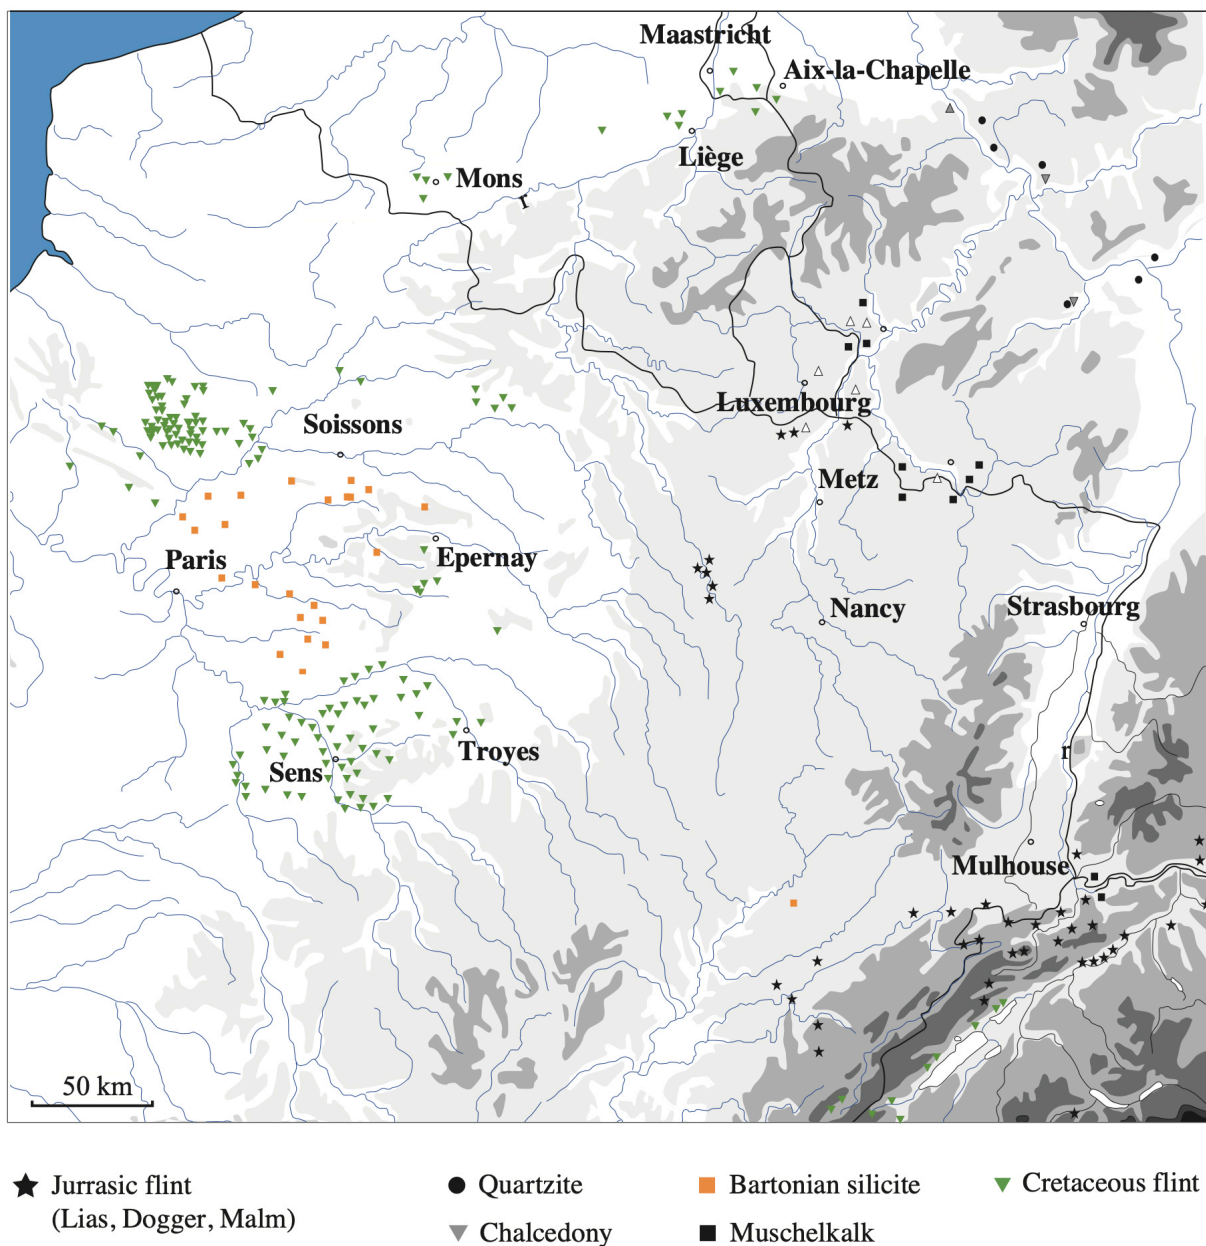 Maastricht
Aix-la-Chapelle
Liège
Mons
r
Luxembourg
Soissons
Metz
Epernay
Paris
Nancy
Strasbourg
Troyes
r
Sens
Mulhouse
50 km
Jurrasic flint
(Lias, Dogger, Malm)
Quartzite
Bartonian silicite
Cretaceous flint
Chalcedony
Muschelkalk